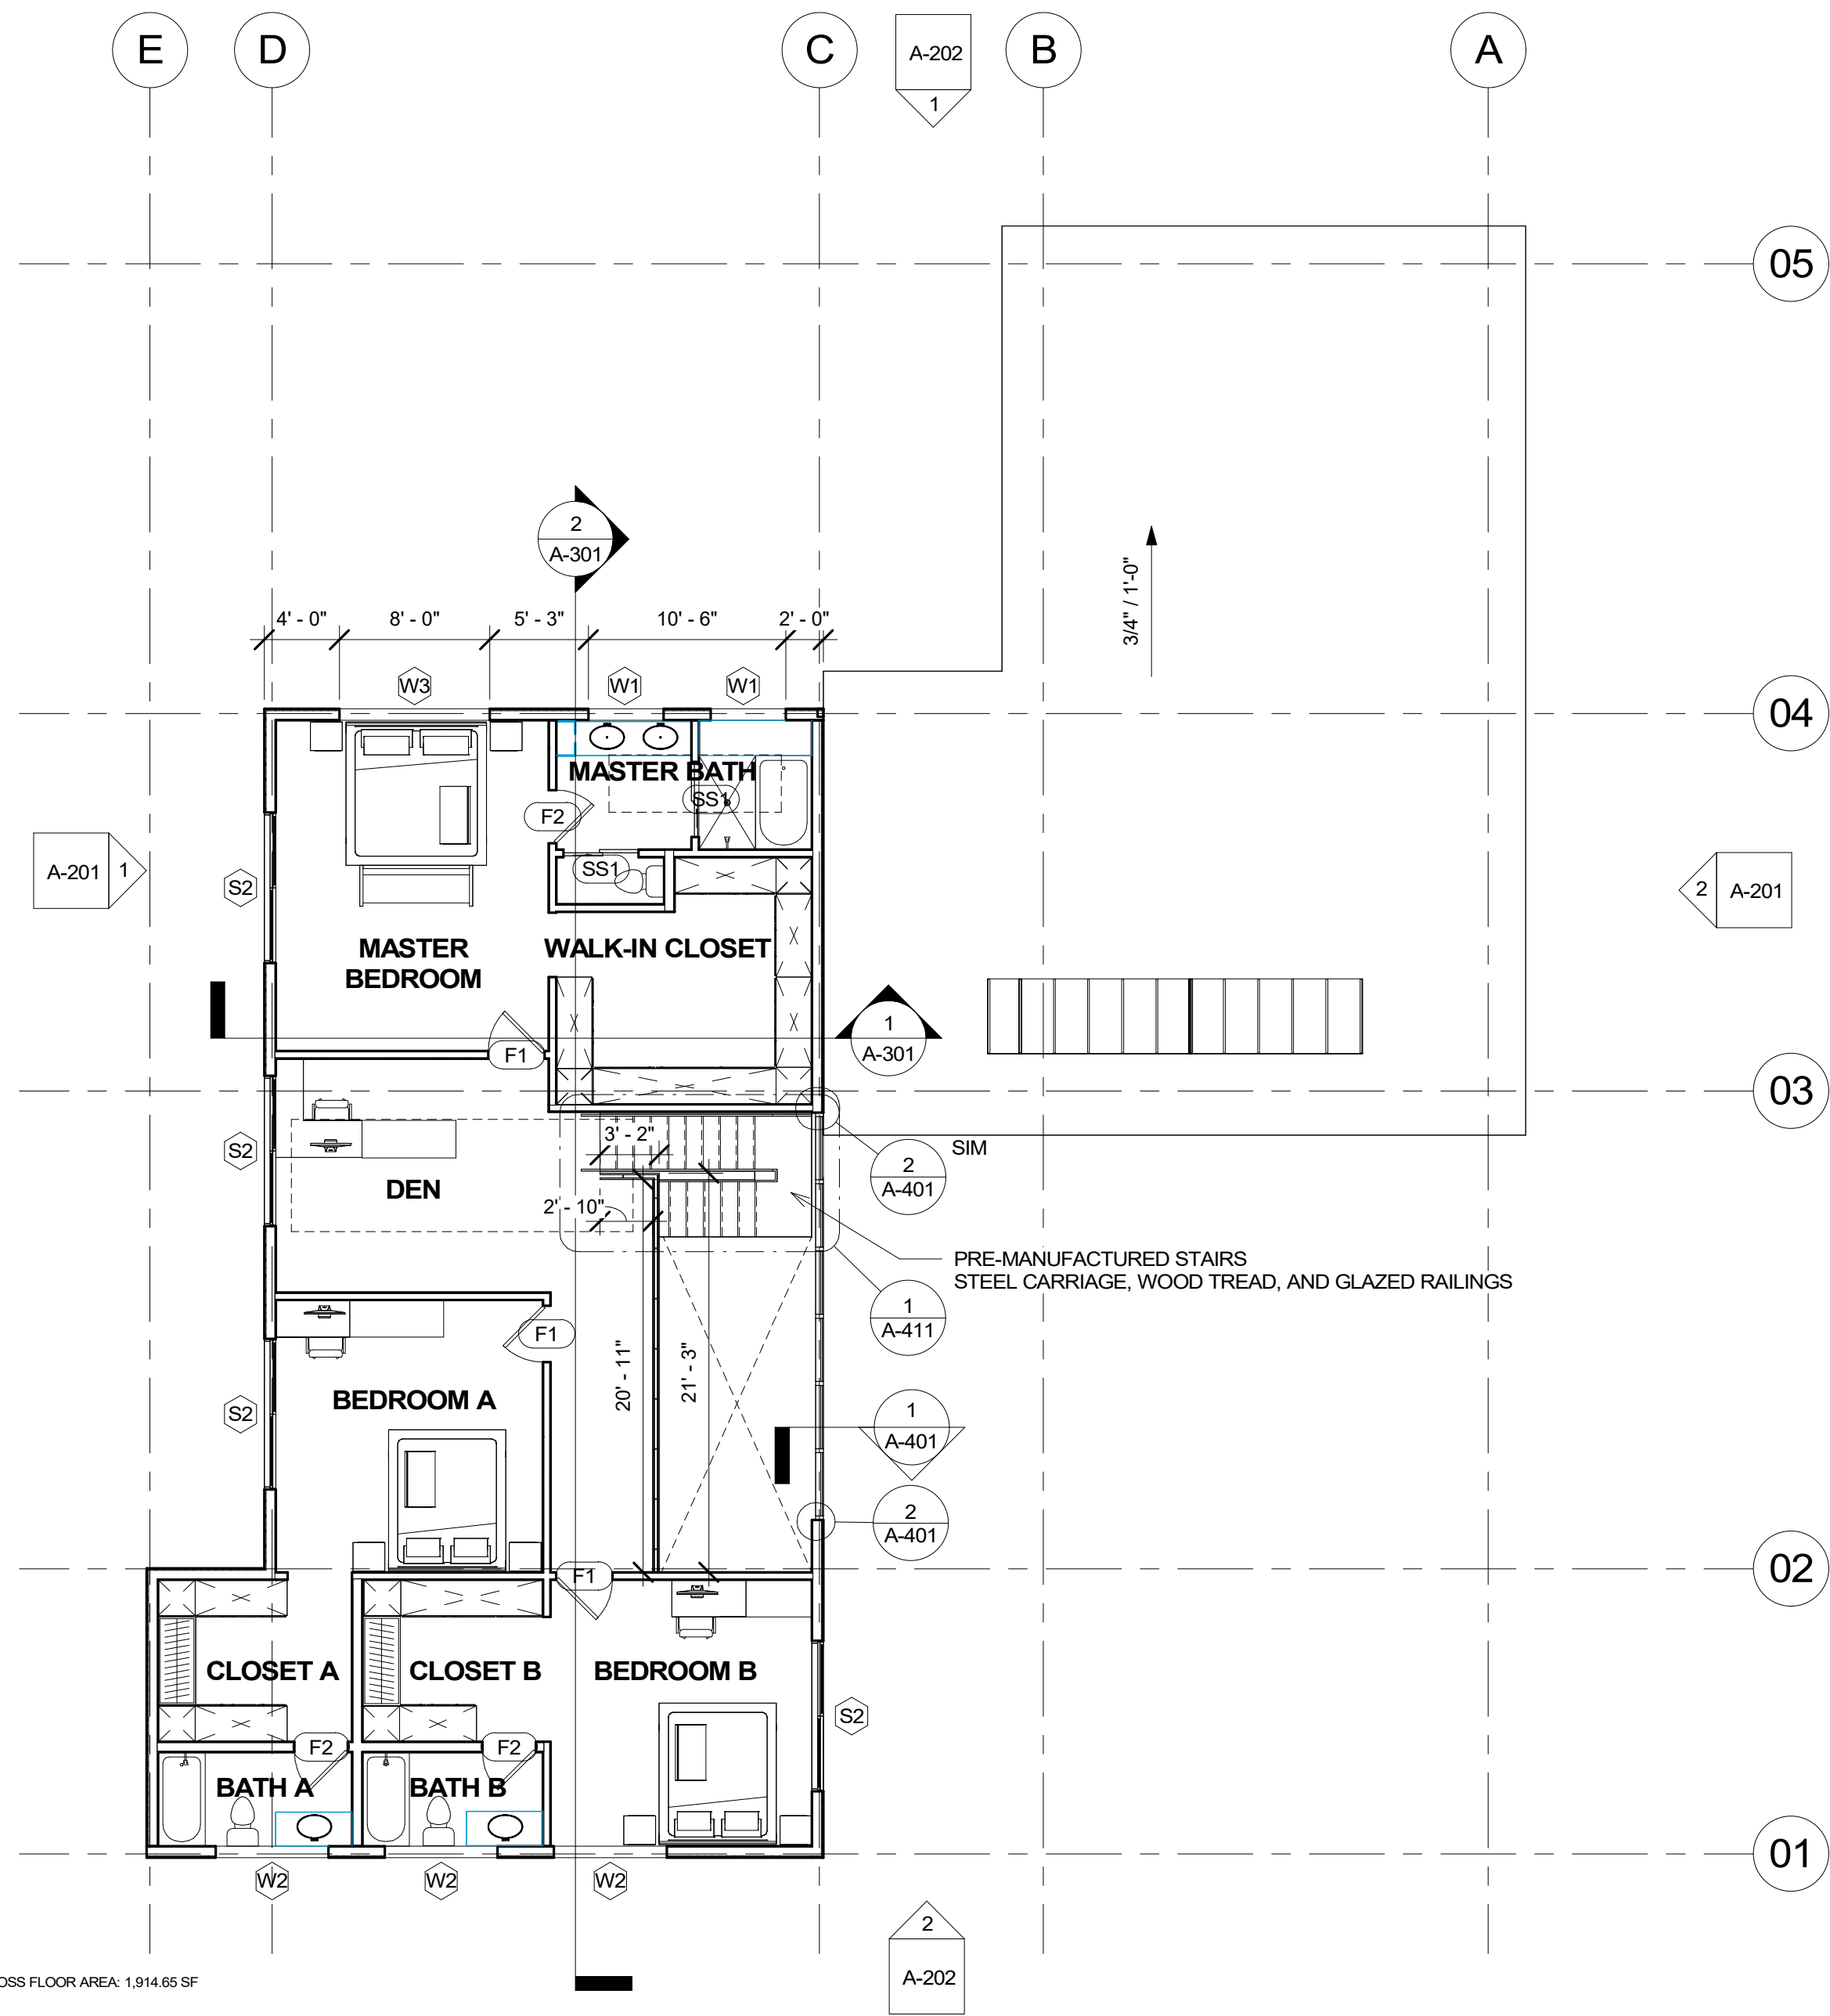 E
D
C
B
A
A-202
1
05
2
A-301
3/4" / 1'-0"
4' - 0"
8' - 0"
5' - 3"
10' - 6"
2' - 0"
W3
W1
W1
04
MASTER BATH
SS1
F2
SS1
A-201
1
S2
2
A-201
MASTER
BEDROOM
WALK-IN CLOSET
1
A-301
F1
03
3' - 2"
SIM
2
A-401
S2
DEN
2' - 10"
PRE-MANUFACTURED STAIRS
STEEL CARRIAGE, WOOD TREAD, AND GLAZED RAILINGS
1
A-411
F1
20' - 11"
21' - 3"
BEDROOM A
S2
1
A-401
2
A-401
F1
02
CLOSET A
CLOSET B
BEDROOM B
S2
F2
F2
BATH A
BATH B
01
W2
W2
W2
2
A-202
OSS FLOOR AREA: 1,914.65 SF